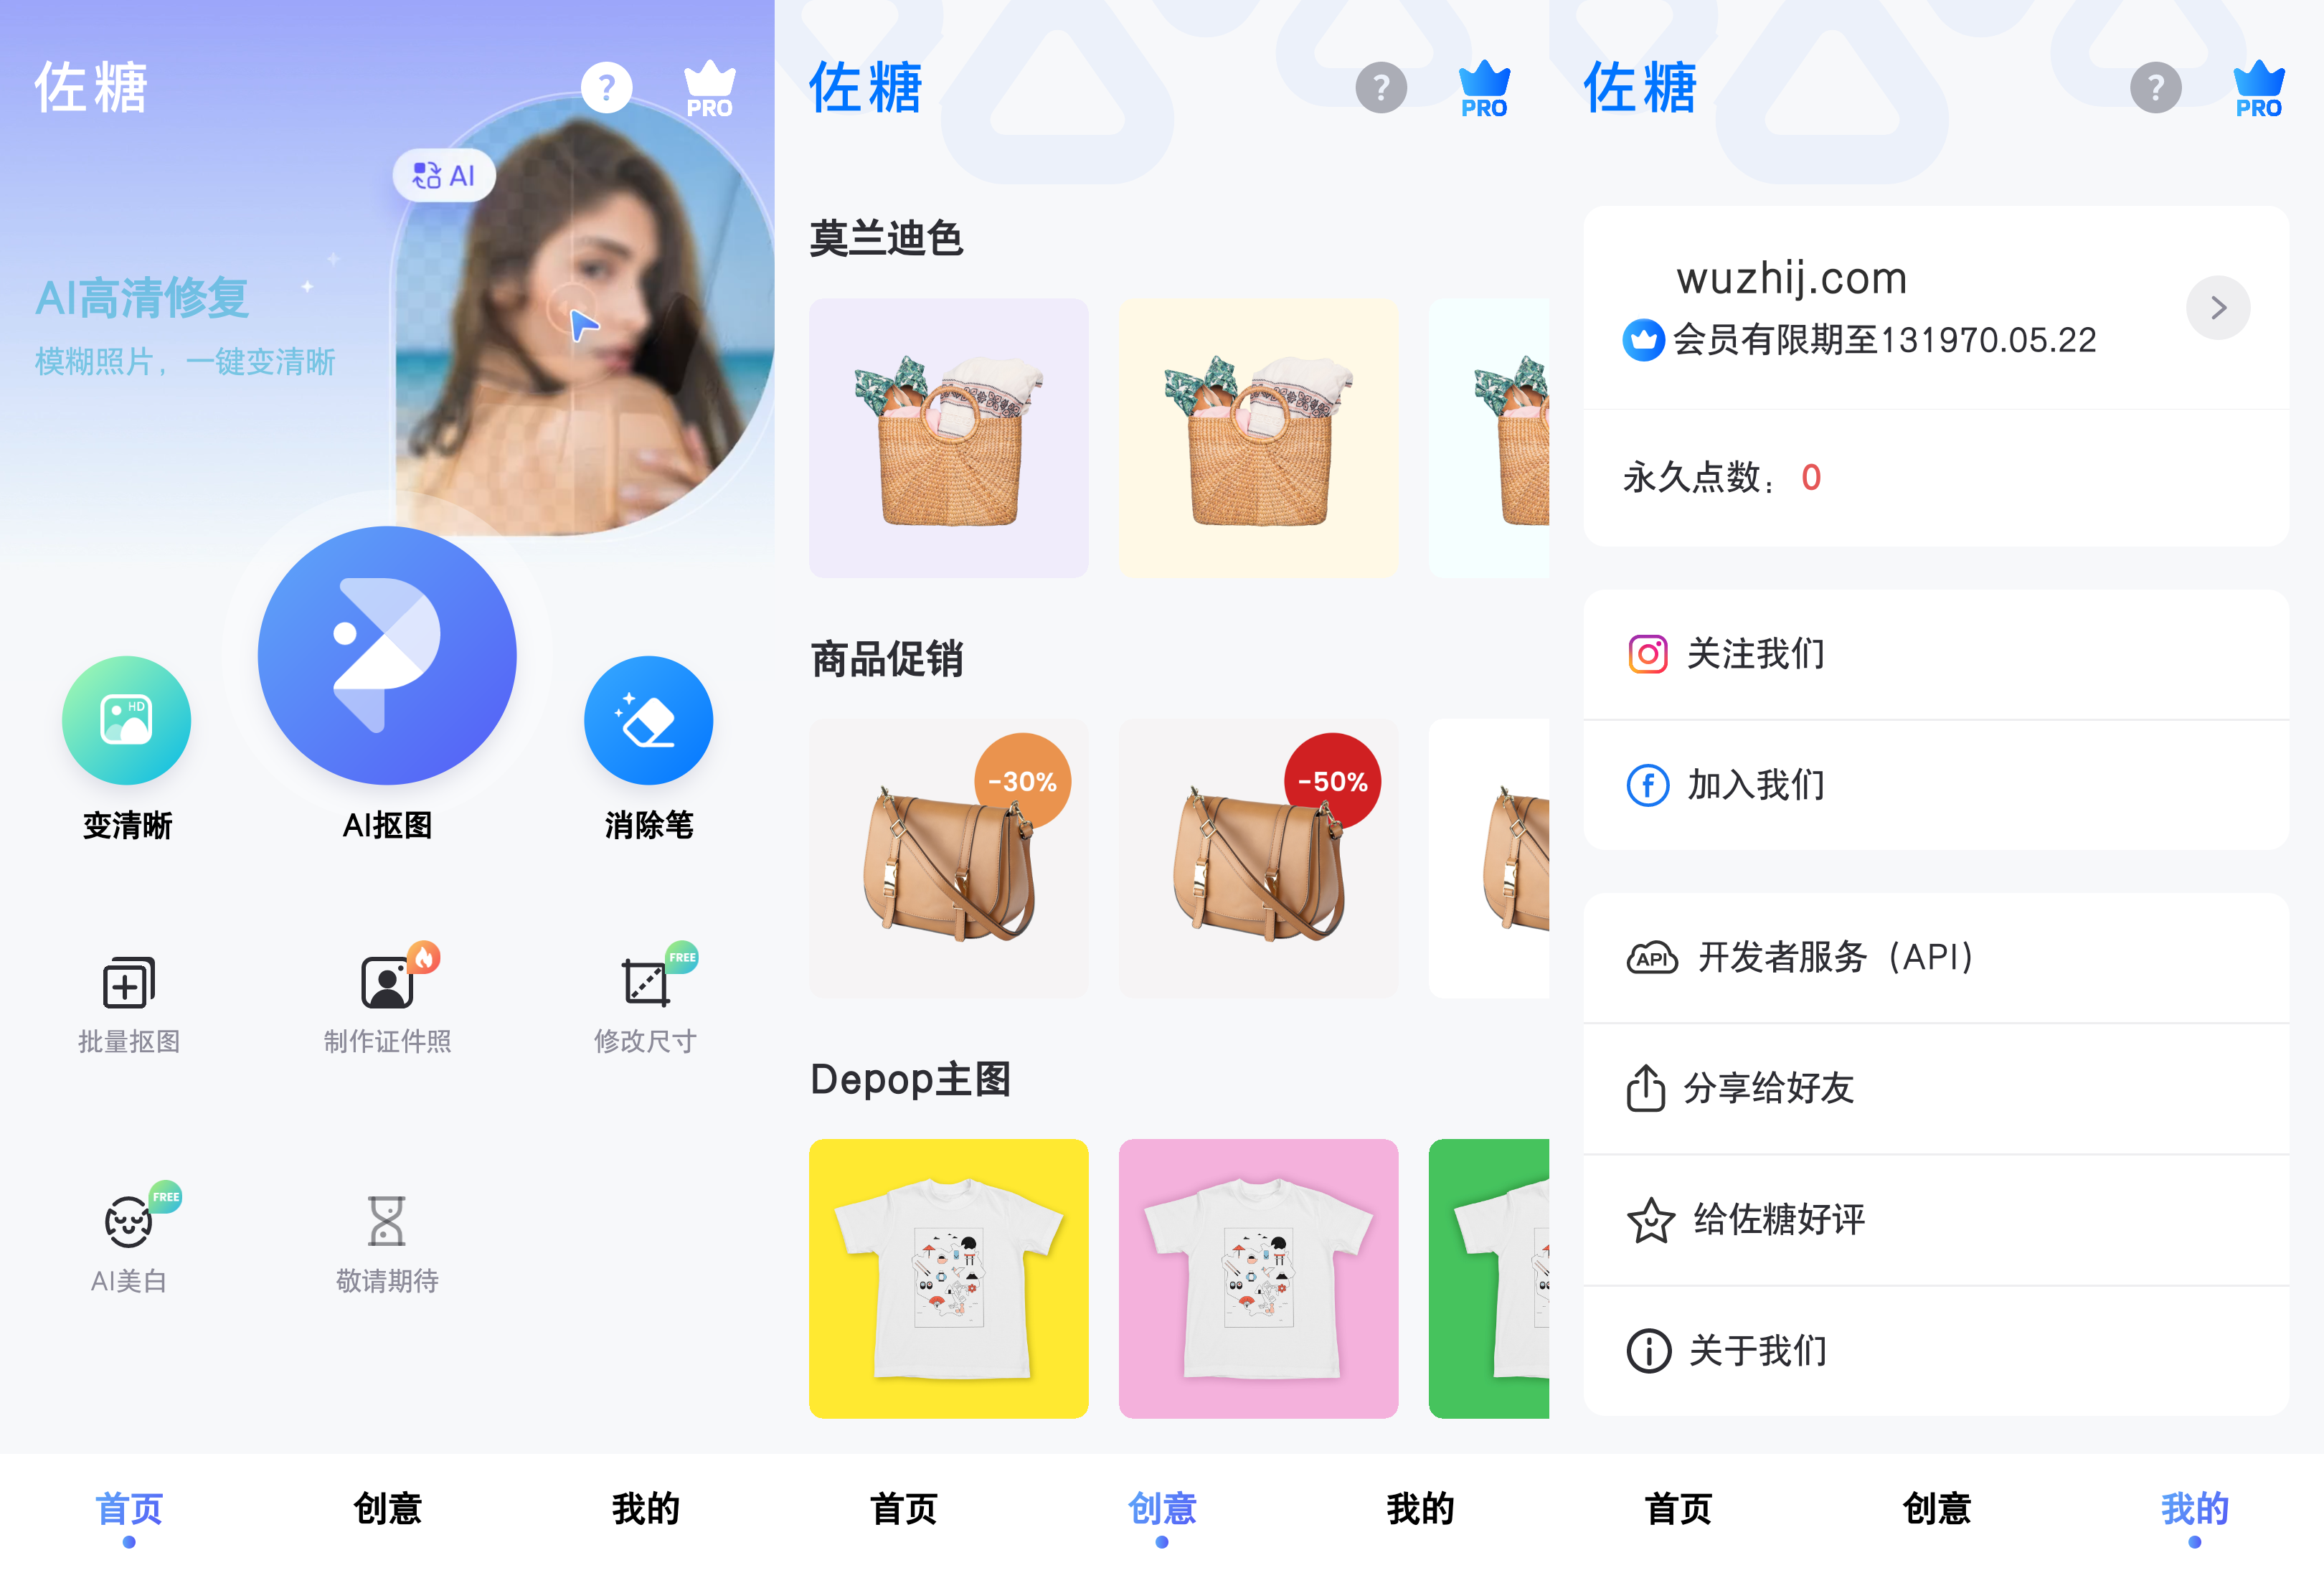 佐糖
?
PRO
AI
AI高清修复
模糊照片，一键变清晰
HD
变清晰
AI抠图
消除笔
批量抠图
制作证件照
FREE
修改尺寸
FREE
AI美白
敬请期待
首页
创意
我的
佐糖
?
PRO
莫兰迪色
商品促销
-30%
-50%
Depop主图
首页
创意
我的
佐糖
?
PRO
wuzhij.com
会员有限期至131970.05.22
永久点数：0
关注我们
加入我们
API
开发者服务（API）
分享给好友
给佐糖好评
关于我们
首页
创意
我的